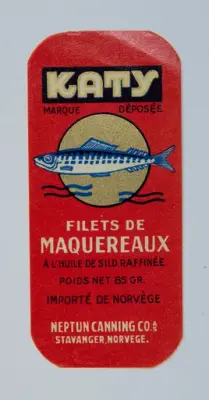 KATY
MARQUE DÉPOSÉE
FILETS DE
MAQUEREAUX
À L'HUILE DE SILD RAFFINÉE
POIDS NET 85 GR.
IMPORTÉ DE NORVÈGE
NEPTUN CANNING CO. A/S
STAVANGER, NORVEGE.